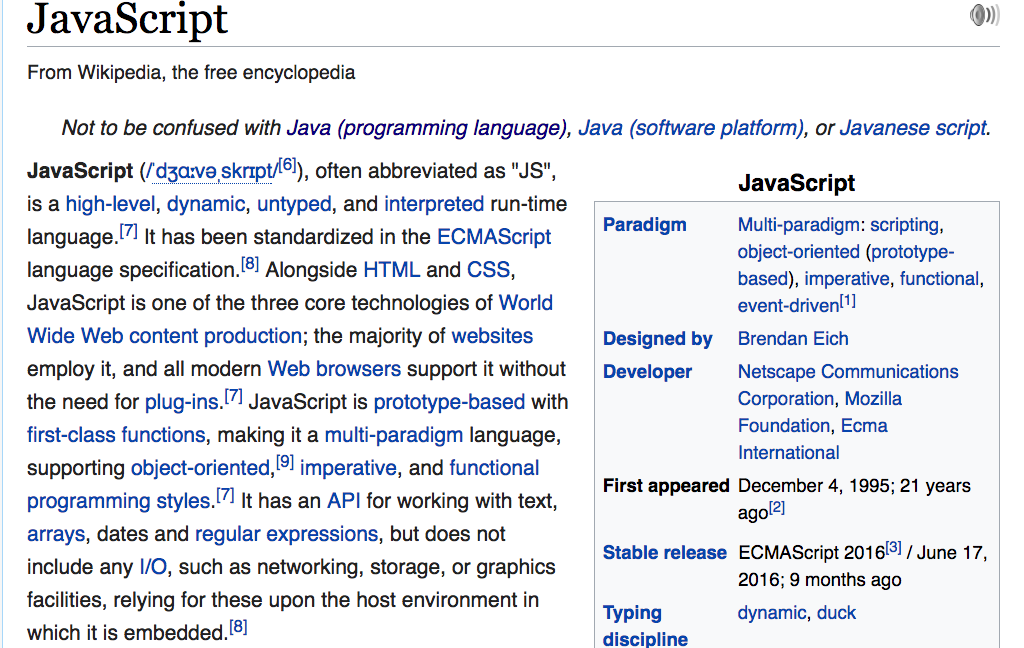 JavaScript
From Wikipedia, the free encyclopedia
Not to be confused with Java (programming language), Java (software platform), or Javanese script.
JavaScript (/ˈdʒɑːvəˌskrɪpt/[6]), often abbreviated as "JS",
is a high-level, dynamic, untyped, and interpreted run-time
language.[7] It has been standardized in the ECMAScript
language specification.[8] Alongside HTML and CSS,
JavaScript is one of the three core technologies of World
Wide Web content production; the majority of websites
employ it, and all modern Web browsers support it without
the need for plug-ins.[7] JavaScript is prototype-based with
first-class functions, making it a multi-paradigm language,
supporting object-oriented,[9] imperative, and functional
programming styles.[7] It has an API for working with text,
arrays, dates and regular expressions, but does not
include any I/O, such as networking, storage, or graphics
facilities, relying for these upon the host environment in
which it is embedded.[8]
JavaScript
Paradigm Multi-paradigm: scripting,
object-oriented (prototype-
based), imperative, functional,
event-driven[1]
Designed by Brendan Eich
Developer Netscape Communications
Corporation, Mozilla
Foundation, Ecma
International
First appeared December 4, 1995; 21 years
ago[2]
Stable release ECMAScript 2016[3] / June 17,
2016; 9 months ago
Typing dynamic, duck
discipline